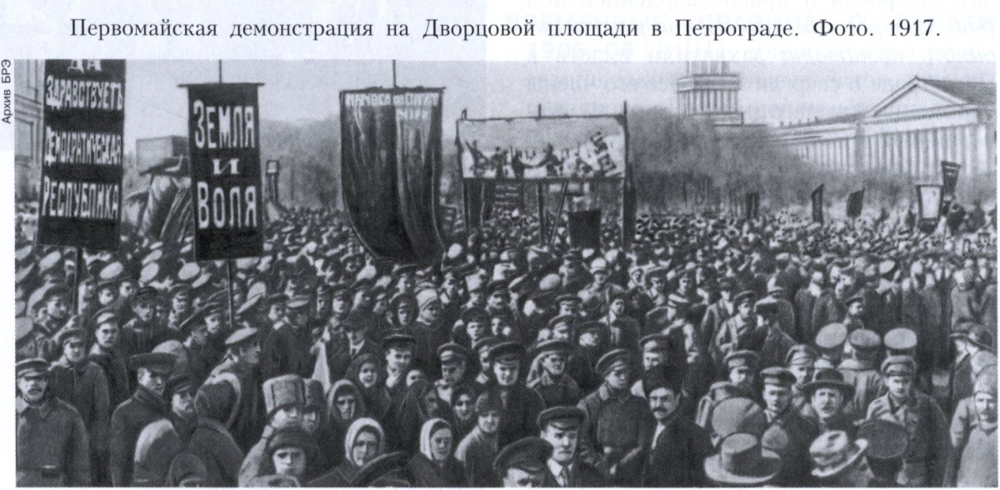 Первомайская демонстрация на Дворцовой площади в Петрограде. Фото. 1917.
Архив БРЭ
ДА
ЗДРАВСТВУЕТЪ
ДЕМОКРАТИЧЕСКАЯ
РЕСПУБЛИКА
ЗЕМЛЯ
И
ВОЛЯ